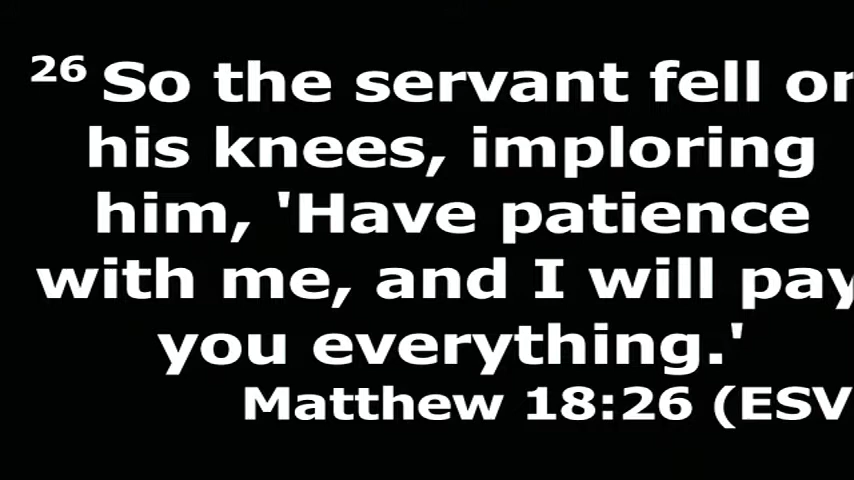 26 So the servant fell on
his knees, imploring
him, 'Have patience
with me, and I will pay
you everything.'
Matthew 18:26 (ESV